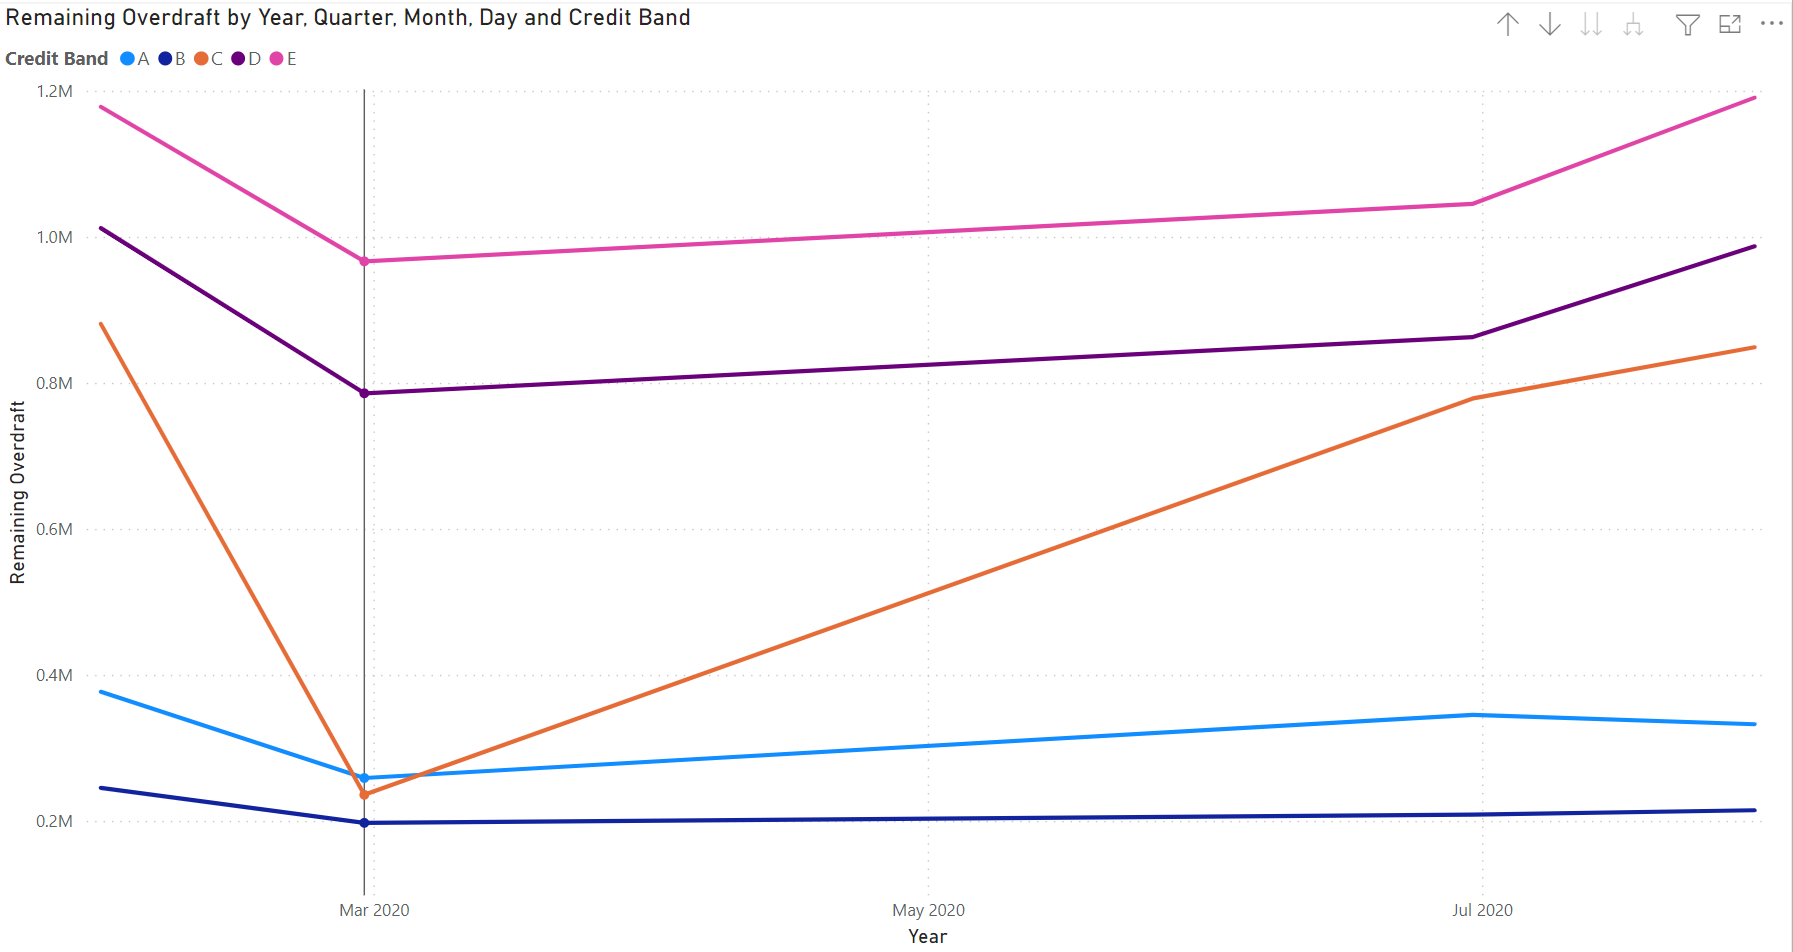 Remaining Overdraft by Year, Quarter, Month, Day and Credit Band
Credit Band A B C D E
1.2M
1.0M
0.8M
0.6M
0.4M
0.2M
Remaining Overdraft
Mar 2020 May 2020 Jul 2020
Year